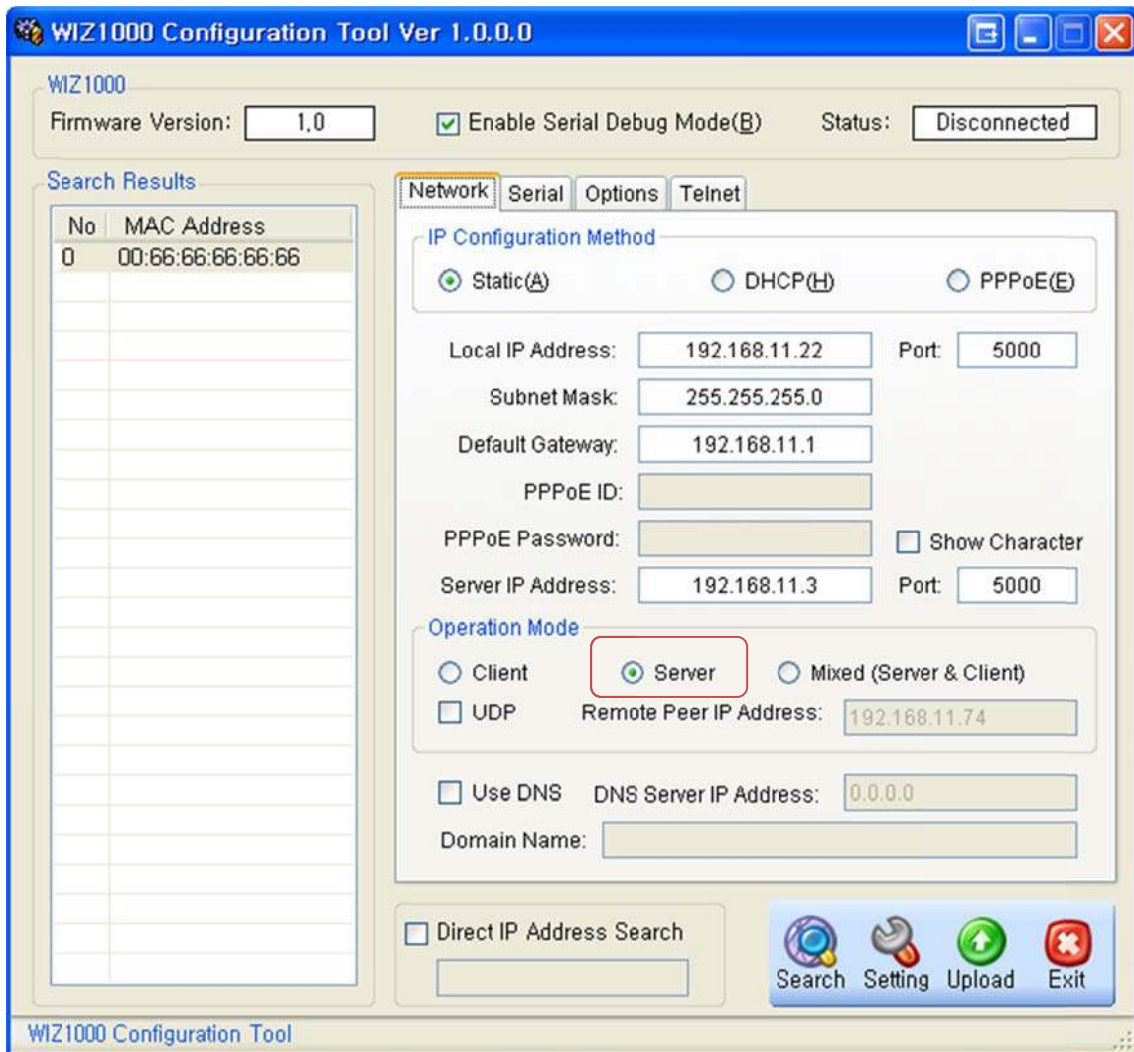 WIZ1000 Configuration Tool Ver 1.0.0.0
WIZ1000
Firmware Version: 1.0 Enable Serial Debug Mode(B) Status: Disconnected
Search Results
No MAC Address
0 00:66:66:66:66:66
Network Serial Options Telnet
IP Configuration Method
Static(A) DHCP(H) PPPoE(E)
Local IP Address: 192.168.11.22 Port: 5000
Subnet Mask: 255.255.255.0
Default Gateway: 192.168.11.1
PPPoE ID:
PPPoE Password: Show Character
Server IP Address: 192.168.11.3 Port: 5000
Operation Mode
Client Server Mixed (Server & Client)
UDP Remote Peer IP Address: 192.168.11.74
Use DNS DNS Server IP Address: 0.0.0.0
Domain Name:
Direct IP Address Search
Search Setting Upload Exit
WIZ1000 Configuration Tool